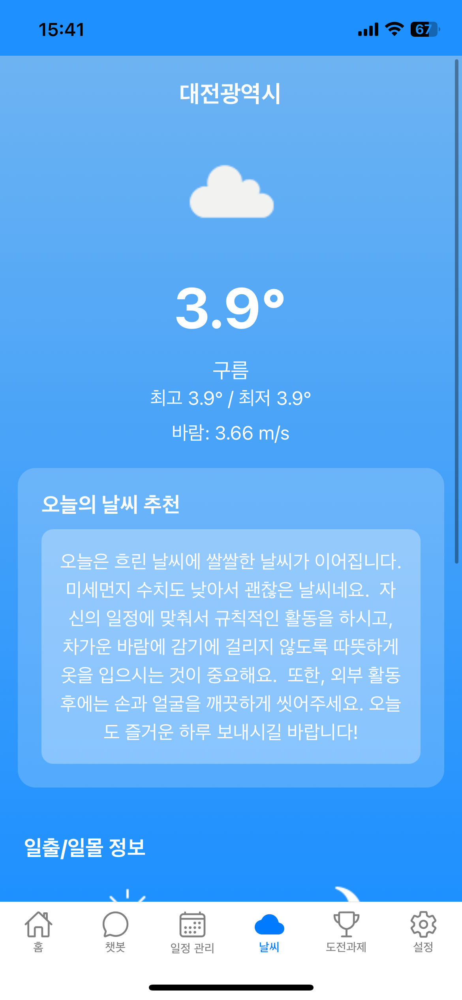 15:41
67
대전광역시
3.9°
구름
최고 3.9° / 최저 3.9°
바람: 3.66 m/s
오늘의 날씨 추천
오늘은 흐린 날씨에 쌀쌀한 날씨가 이어집니다.
미세먼지 수치도 낮아서 괜찮은 날씨네요.  자
신의 일정에 맞춰서 규칙적인 활동을 하시고,
차가운 바람에 감기에 걸리지 않도록 따뜻하게
옷을 입으시는 것이 중요해요.  또한, 외부 활동
후에는 손과 얼굴을 깨끗하게 씻어주세요. 오늘
도 즐거운 하루 보내시길 바랍니다!
일출/일몰 정보
홈
챗봇
일정 관리
날씨
도전과제
설정